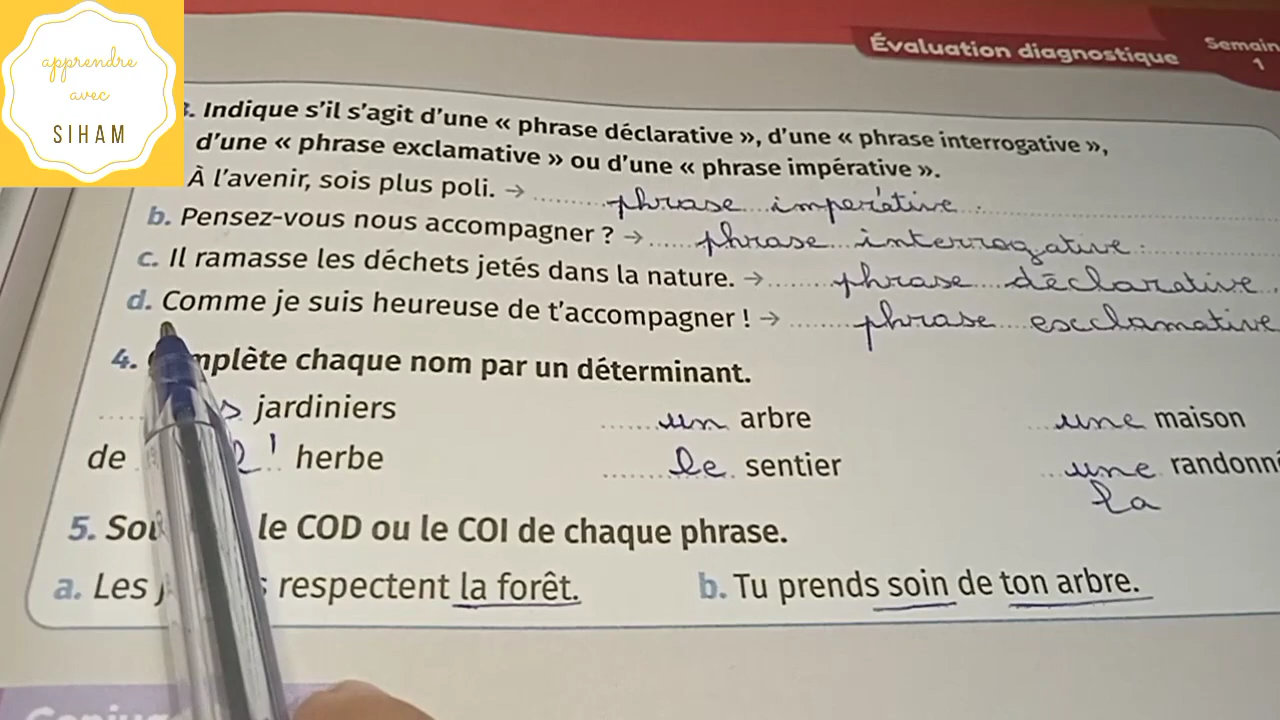 apprendre
avec
SIHAM
Évaluation diagnostique
Semain
1
3. Indique s'il s'agit d'une « phrase déclarative », d'une « phrase interrogative »,
d'une « phrase exclamative » ou d'une « phrase impérative ».
À l'avenir, sois plus poli. → phrase impérative.
b. Pensez-vous nous accompagner ? → phrase interrogative.
c. Il ramasse les déchets jetés dans la nature. → phrase déclarative.
d. Comme je suis heureuse de t'accompagner ! → phrase esclamative
4. mplète chaque nom par un déterminant.
s jardiniers un arbre une maison
de l' herbe le sentier une randonn
la
5. Sou le COD ou le COI de chaque phrase.
a. Les j s respectent la forêt. b. Tu prends soin de ton arbre.